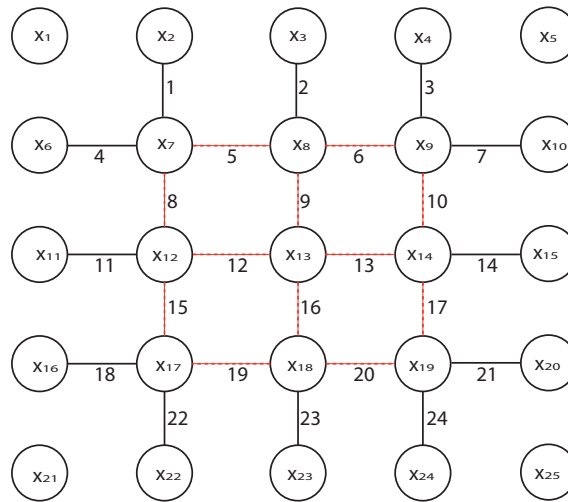 x₁ x₂ x₃ x₄ x₅
1 2 3
x₆ x₇ x₈ x₉ x₁₀
4 5 6 7
8 9 10
x₁₁ x₁₂ x₁₃ x₁₄ x₁₅
11 12 13 14
15 16 17
x₁₆ x₁₇ x₁₈ x₁₉ x₂₀
18 19 20 21
22 23 24
x₂₁ x₂₂ x₂₃ x₂₄ x₂₅